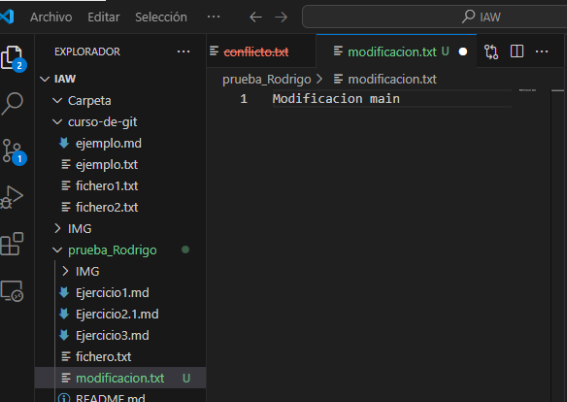 Archivo Editar Selección ··· IAW
EXPLORADOR ···
conflicto.txt
modificacion.txt U
prueba_Rodrigo > modificacion.txt
1 Modificacion main
2
1
IAW
Carpeta
curso-de-git
ejemplo.md
ejemplo.txt
fichero1.txt
fichero2.txt
IMG
prueba_Rodrigo
IMG
Ejercicio1.md
Ejercicio2.1.md
Ejercicio3.md
fichero.txt
modificacion.txt U
README.md